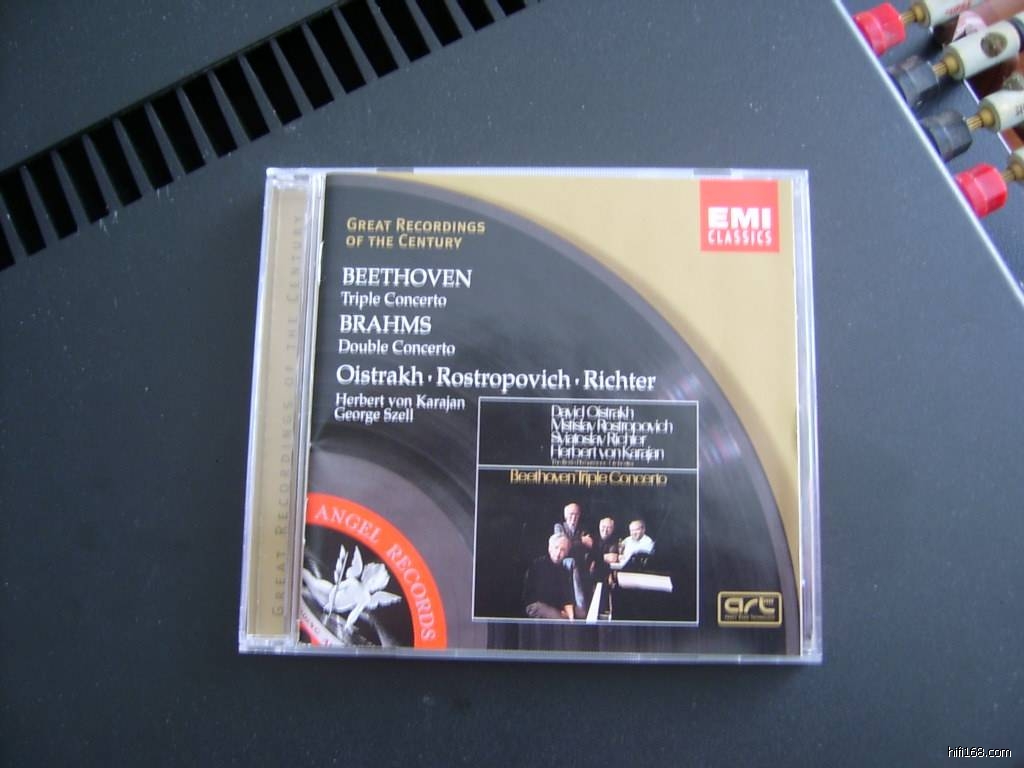 GREAT RECORDINGS OF THE CENTURY
GREAT RECORDINGS
OF THE CENTURY
EMI
CLASSICS
BEETHOVEN
Triple Concerto
BRAHMS
Double Concerto
Oistrakh · Rostropovich · Richter
Herbert von Karajan
George Szell
David Oistrakh
Mstislav Rostropovich
Sviatoslav Richter
Herbert von Karajan
Beethoven Triple Concerto
ANGEL RECORDS
art
hifi168.com